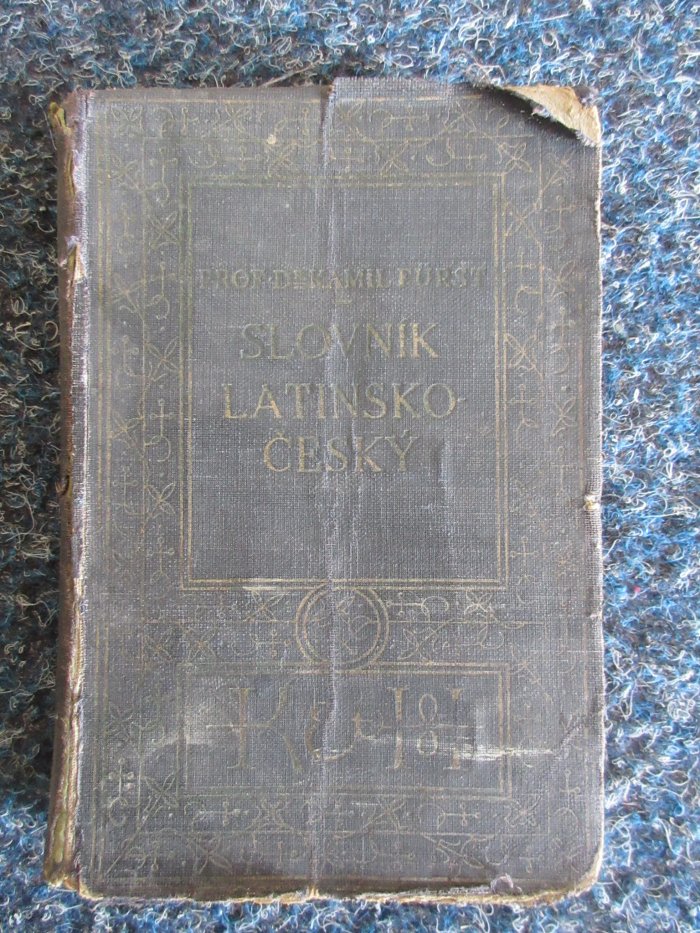 PROF·DR·KAMIL FÜRST
SLOVNÍK
LATINSKO-
ČESKÝ